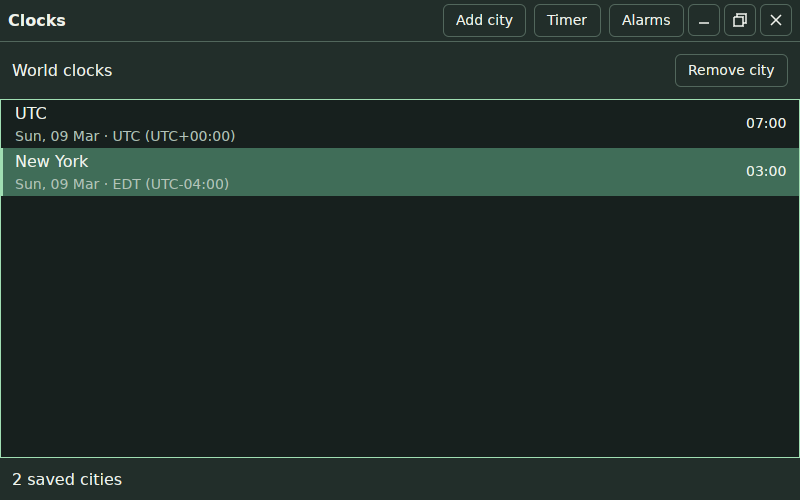 Clocks
Add city
Timer
Alarms
World clocks
Remove city
UTC
Sun, 09 Mar · UTC (UTC+00:00)
07:00
New York
Sun, 09 Mar · EDT (UTC-04:00)
03:00
2 saved cities